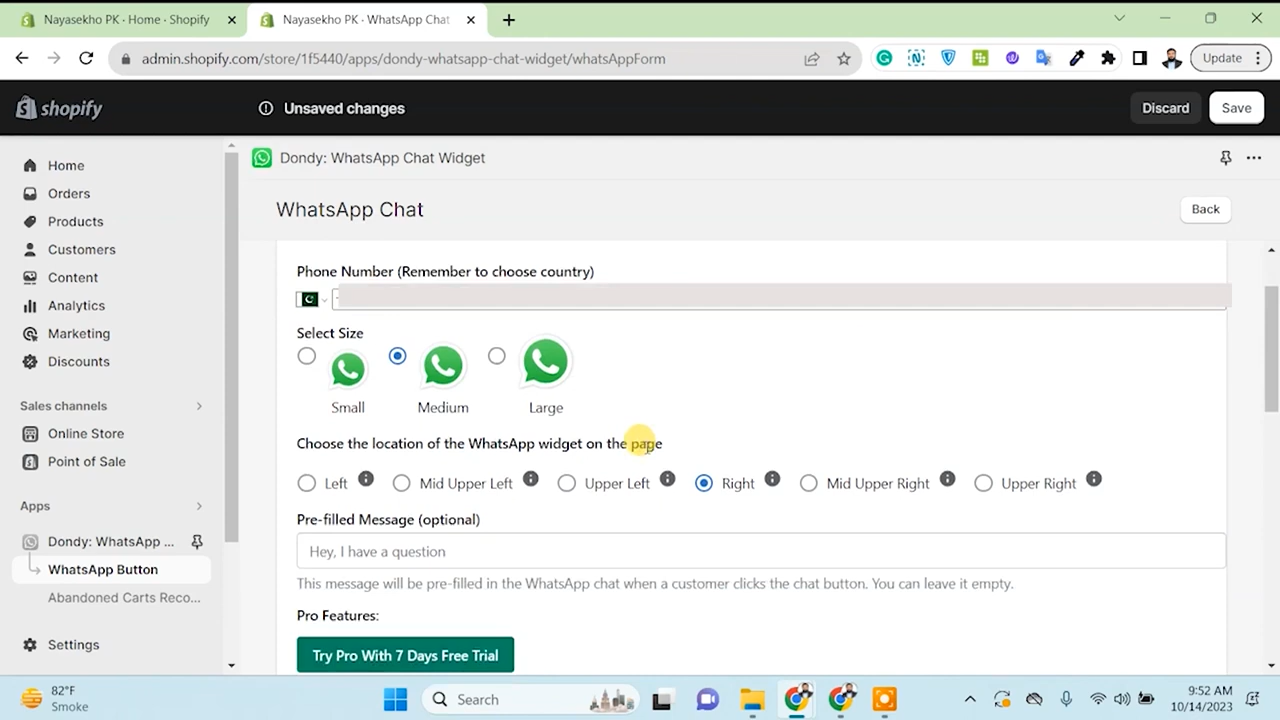 Nayasekho PK · Home · Shopify
Nayasekho PK · WhatsApp Chat
admin.shopify.com/store/1f5440/apps/dondy-whatsapp-chat-widget/whatsAppForm
Update
shopify
Unsaved changes
Discard
Save
Home
Orders
Products
Customers
Content
Analytics
Marketing
Discounts
Sales channels
Online Store
Point of Sale
Apps
Dondy: WhatsApp ...
WhatsApp Button
Abandoned Carts Reco...
Settings
Dondy: WhatsApp Chat Widget
WhatsApp Chat
Back
Phone Number (Remember to choose country)
Select Size
Small
Medium
Large
Choose the location of the WhatsApp widget on the page
Left
Mid Upper Left
Upper Left
Right
Mid Upper Right
Upper Right
Pre-filled Message (optional)
Hey, I have a question
This message will be pre-filled in the WhatsApp chat when a customer clicks the chat button. You can leave it empty.
Pro Features:
Try Pro With 7 Days Free Trial
82°F
Smoke
Search
9:52 AM
10/14/2023